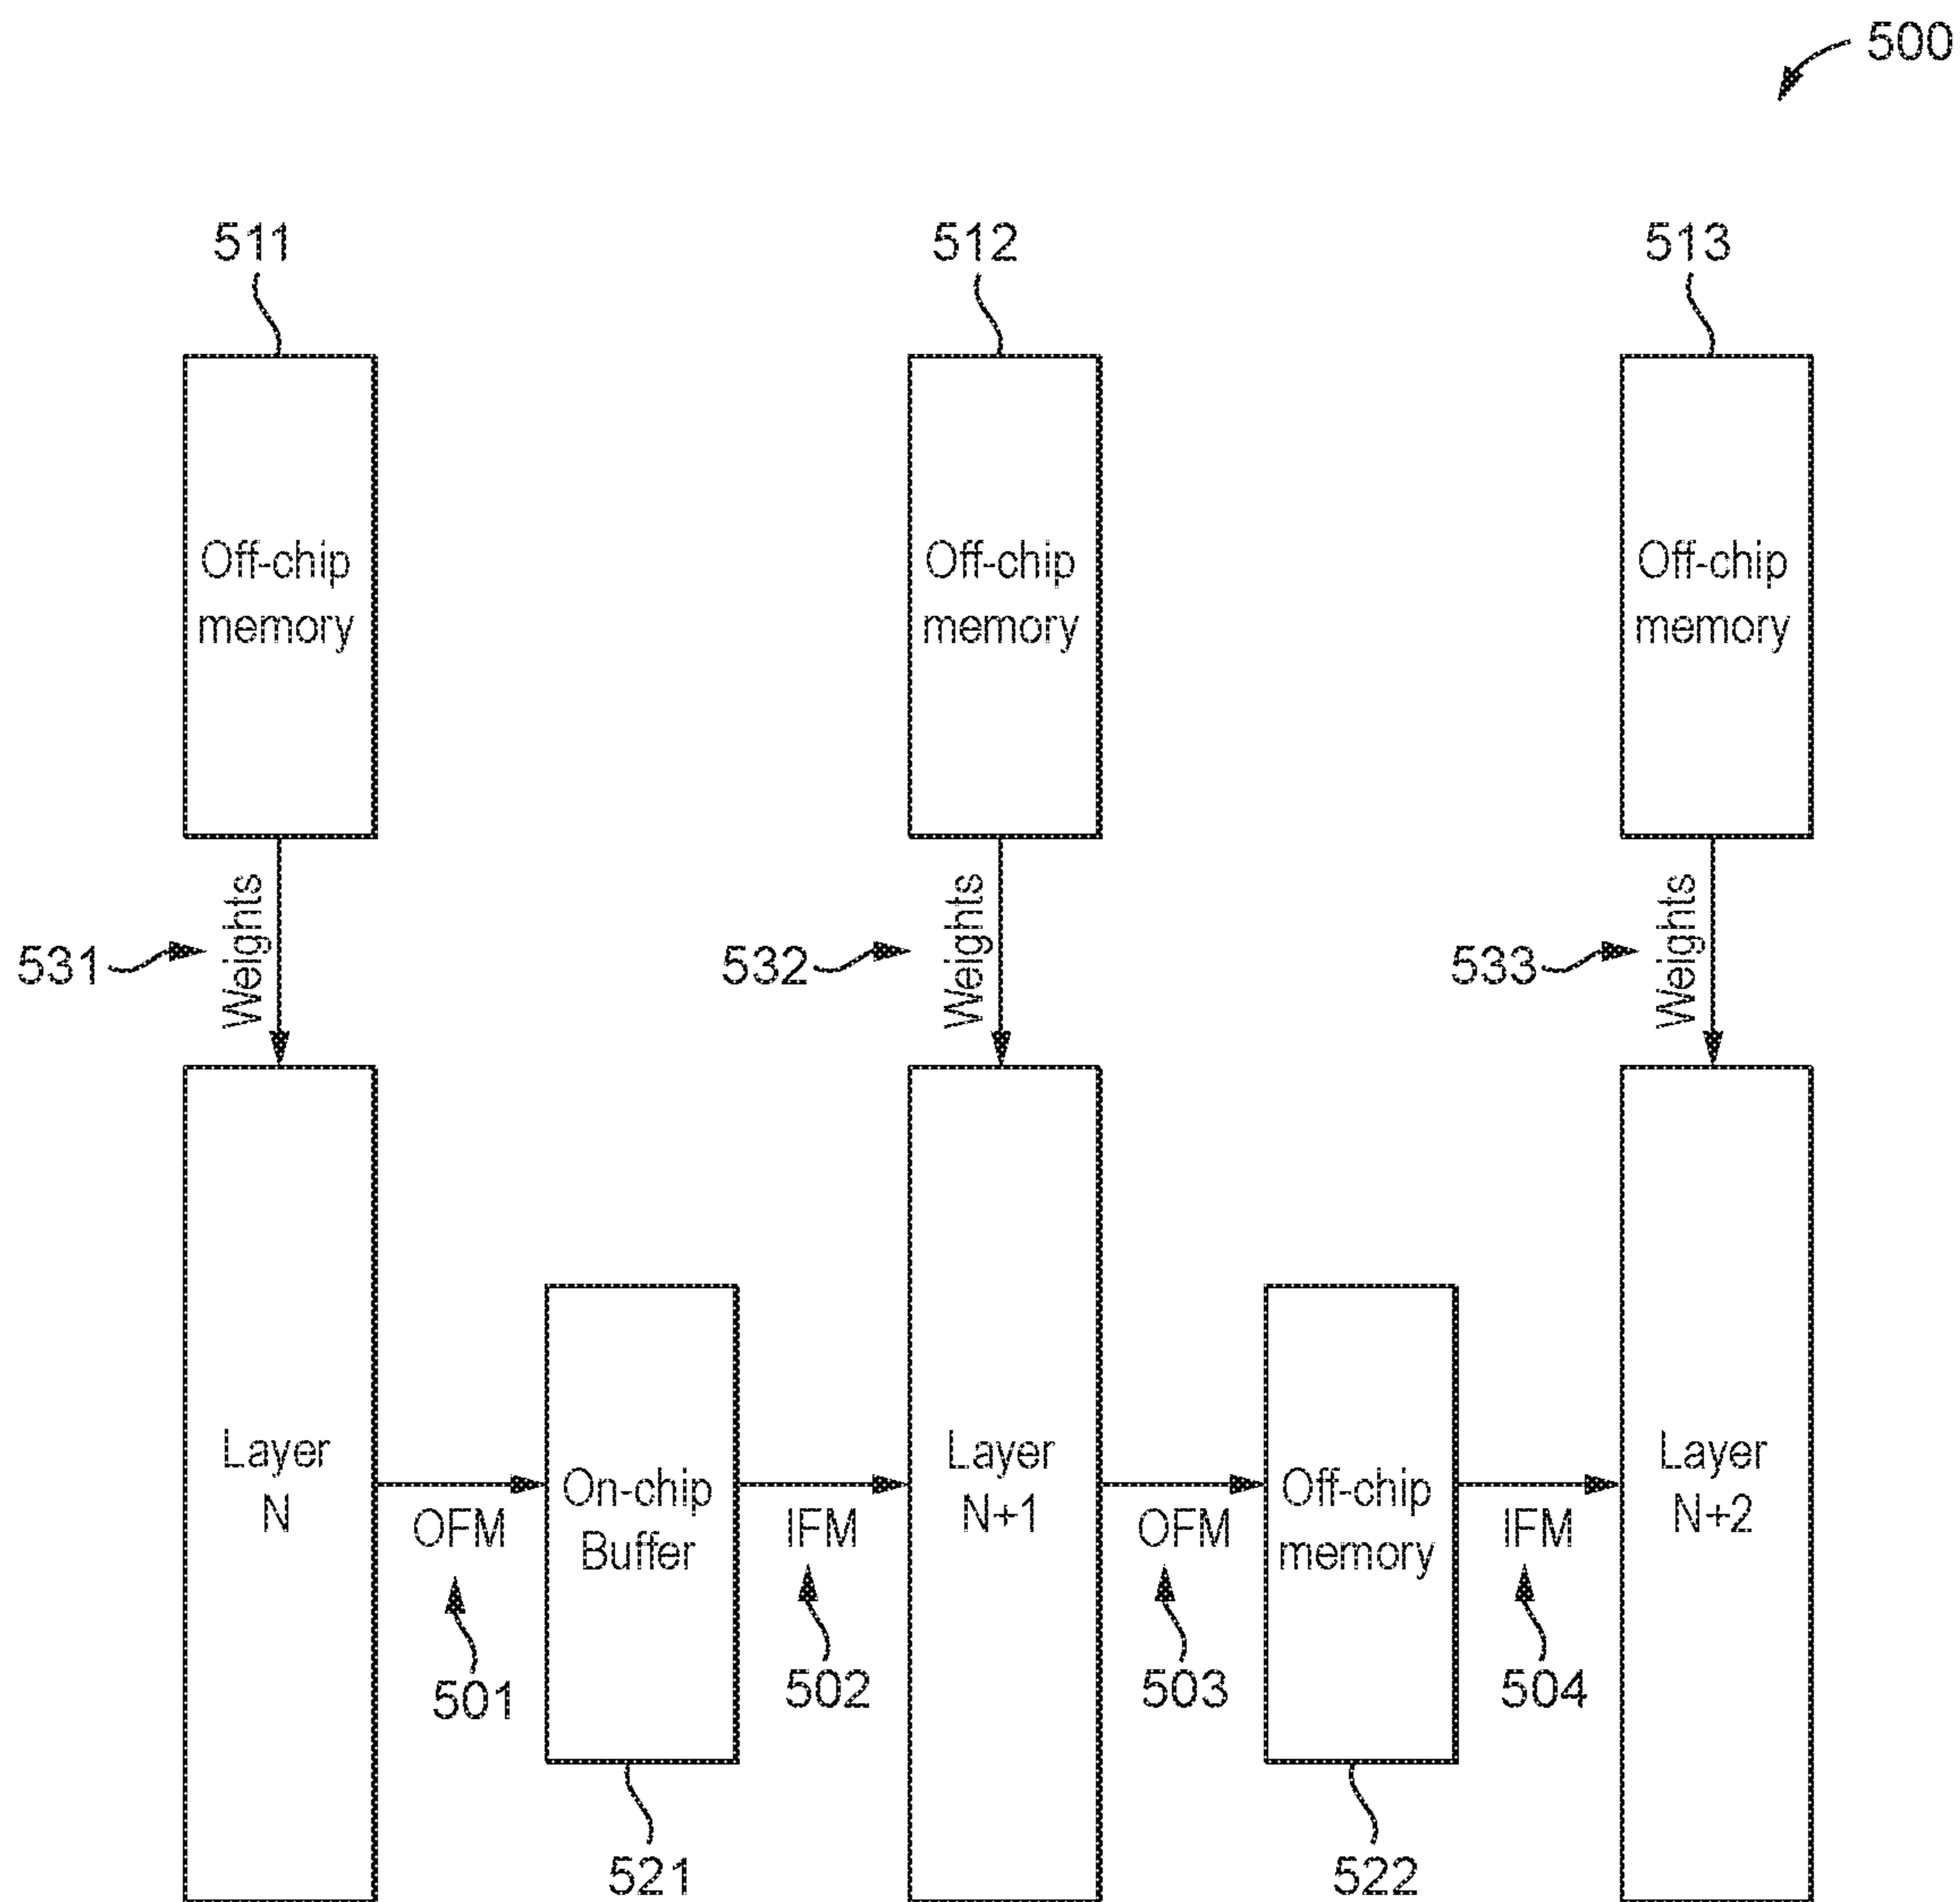 500
511
512
513
Off-chip
memory
Off-chip
memory
Off-chip
memory
531
Weights
532
Weights
533
Weights
Layer
N
OFM
501
On-chip
Buffer
521
IFM
502
Layer
N+1
OFM
503
Off-chip
memory
522
IFM
504
Layer
N+2